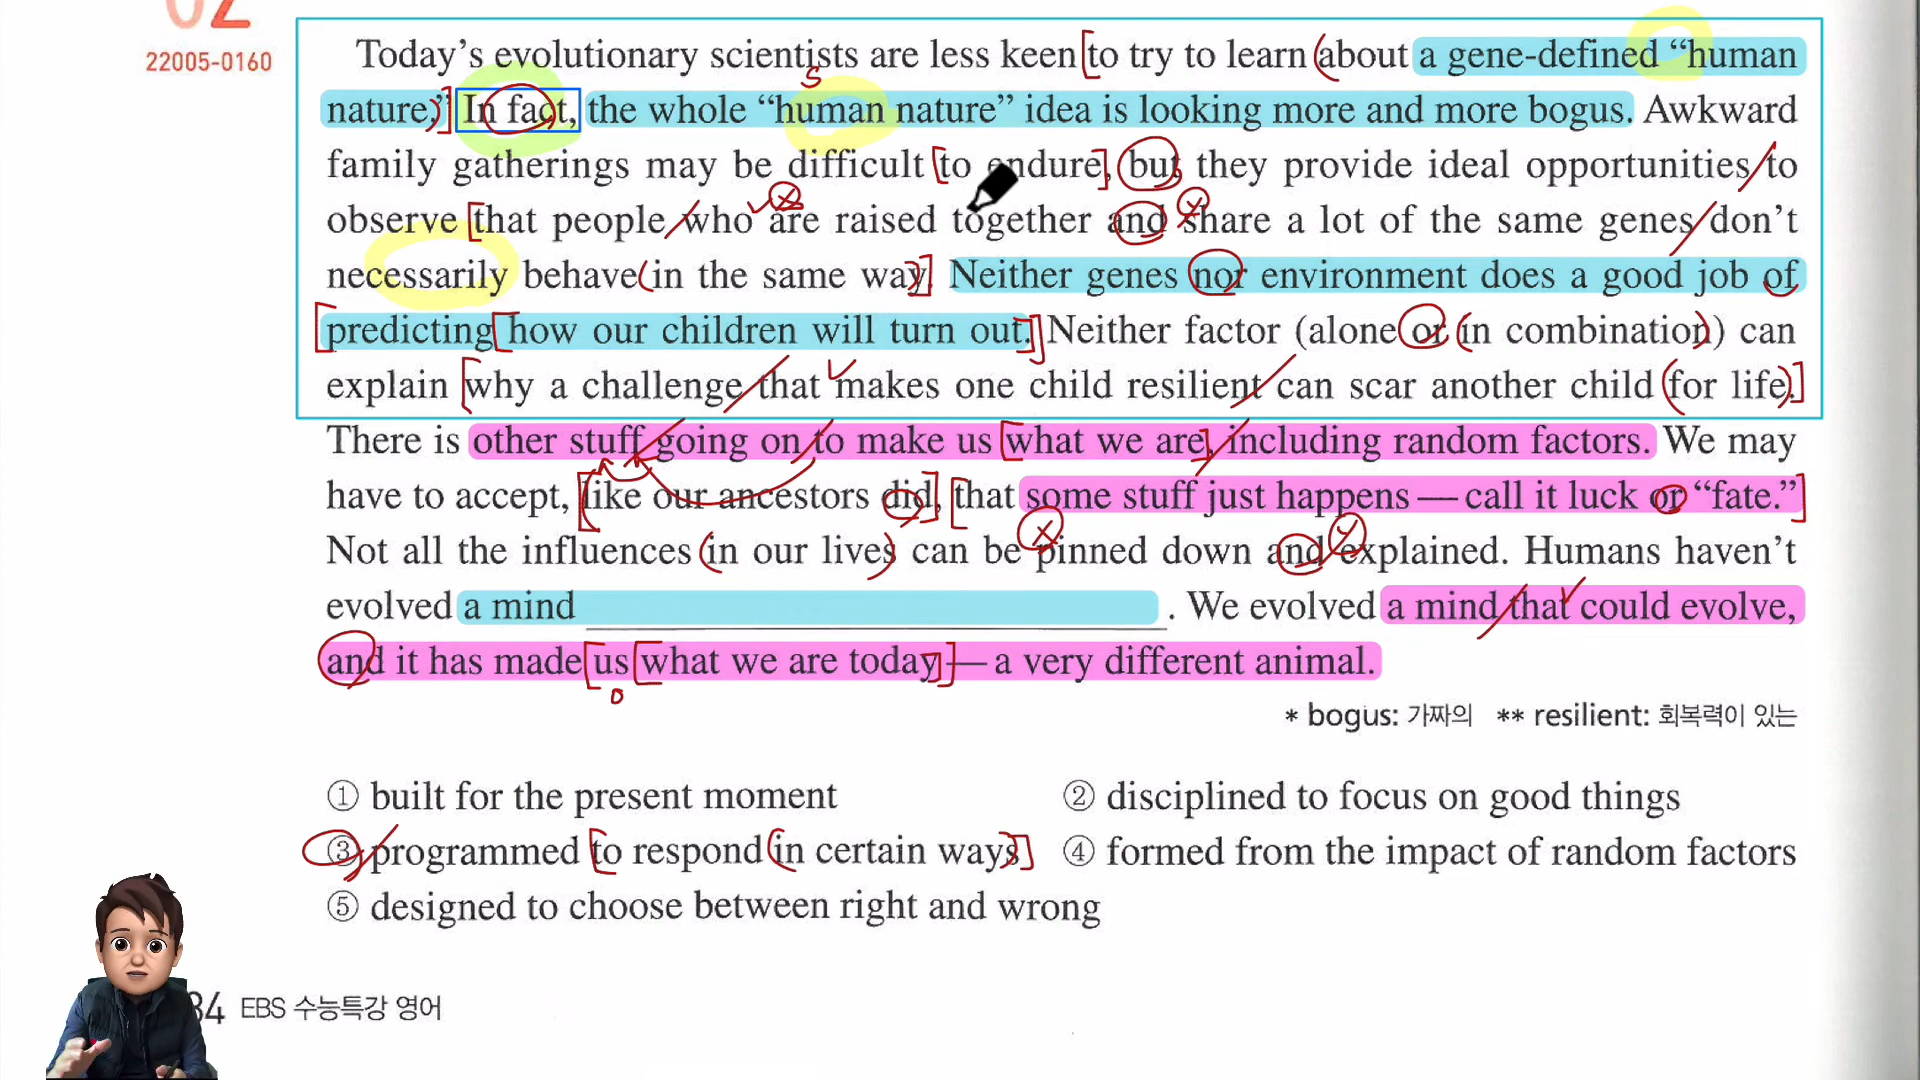 02
22005-0160
Today’s evolutionary scientists are less keen to try to learn about a gene-defined “human
nature.” In fact, the whole “human nature” idea is looking more and more bogus. Awkward
family gatherings may be difficult to endure, but they provide ideal opportunities to
observe that people who are raised together and share a lot of the same genes don’t
necessarily behave in the same way. Neither genes nor environment does a good job of
predicting how our children will turn out. Neither factor (alone or in combination) can
explain why a challenge that makes one child resilient can scar another child for life.
There is other stuff going on to make us what we are, including random factors. We may
have to accept, like our ancestors did, that some stuff just happens — call it luck or “fate.”
Not all the influences in our lives can be pinned down and explained. Humans haven’t
evolved a mind ____________________. We evolved a mind that could evolve,
and it has made us what we are today — a very different animal.
* bogus: 가짜의 ** resilient: 회복력이 있는
① built for the present moment ② disciplined to focus on good things
③ programmed to respond in certain ways ④ formed from the impact of random factors
⑤ designed to choose between right and wrong
84 EBS 수능특강 영어